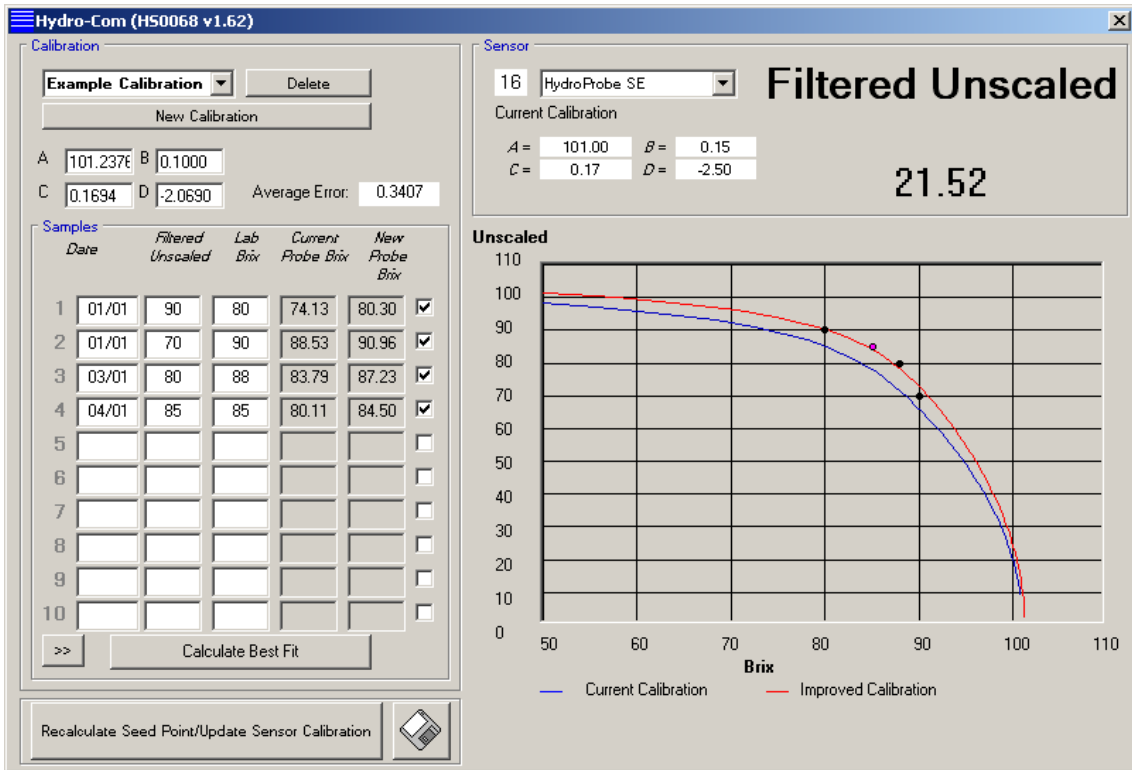 Hydro-Com (HS0068 v1.62)
Calibration
Example Calibration
Delete
New Calibration
A 101.2376 B 0.1000
C 0.1694 D -2.0690 Average Error: 0.3407
Samples
Date Filtered Unscaled Lab Brix Current Probe Brix New Probe Brix
1 01/01 90 80 74.13 80.30
2 01/01 70 90 88.53 90.96
3 03/01 80 88 83.79 87.23
4 04/01 85 85 80.11 84.50
5
6
7
8
9
10
>> Calculate Best Fit
Recalculate Seed Point/Update Sensor Calibration
Sensor
16 HydroProbe SE
Filtered Unscaled
Current Calibration
A = 101.00 B = 0.15
C = 0.17 D = -2.50
21.52
Unscaled
110
100
90
80
70
60
50
40
30
20
10
0
50 60 70 80 90 100 110
Brix
Current Calibration Improved Calibration